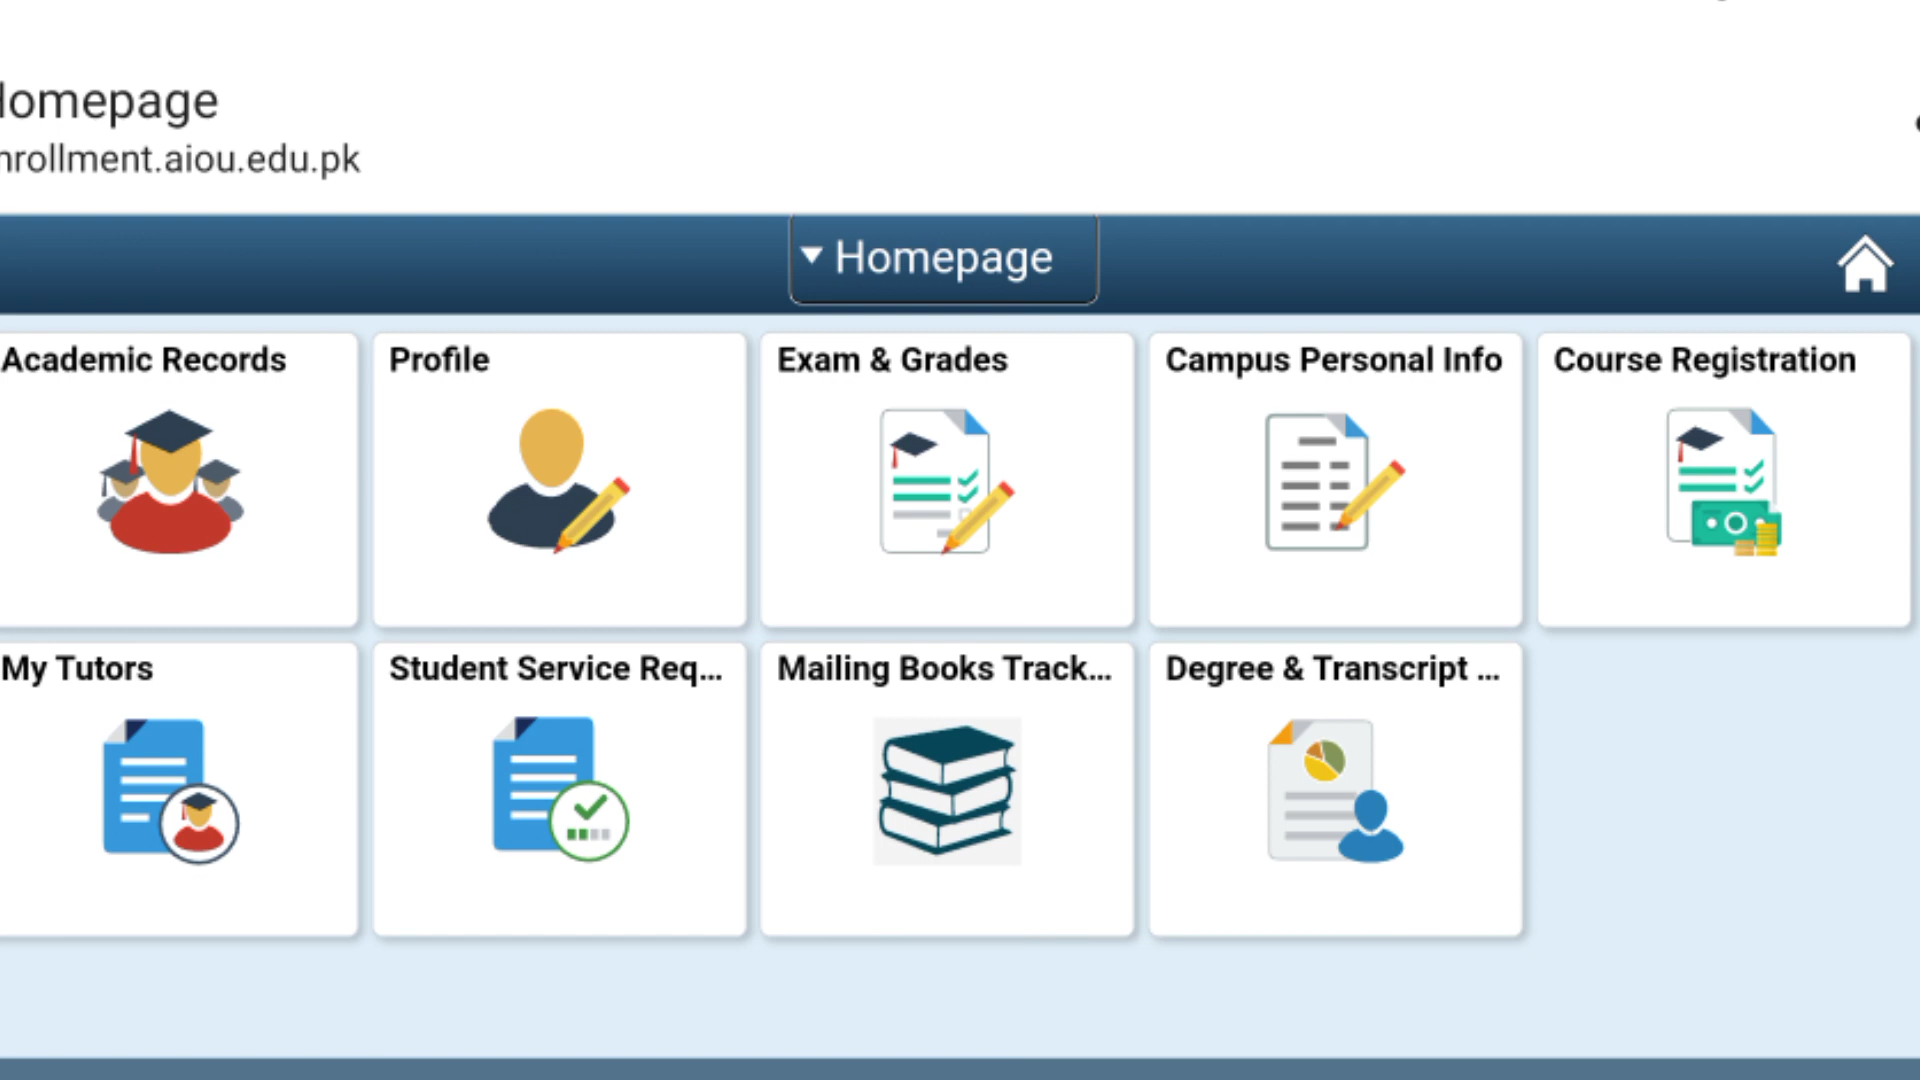 omepage
nrollment.aiou.edu.pk
Homepage
Academic Records
Profile
Exam & Grades
Campus Personal Info
Course Registration
My Tutors
Student Service Req...
Mailing Books Track...
Degree & Transcript ...